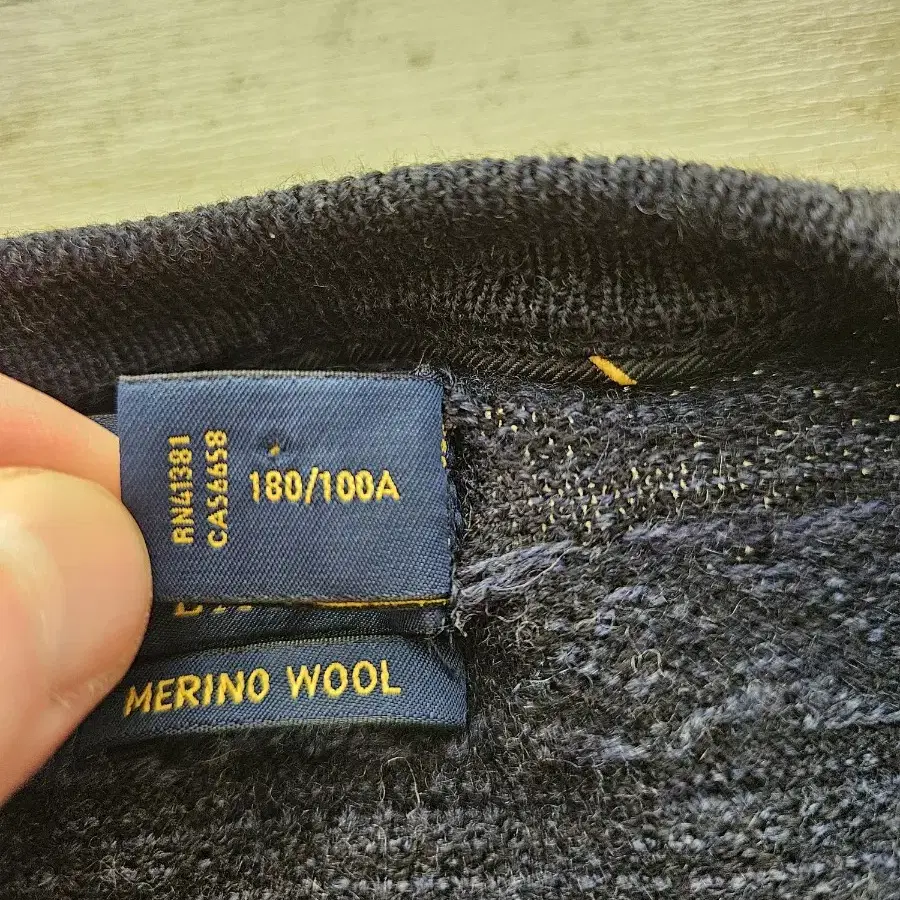 RN41381
CA56658
180/100A
MERINO WOOL